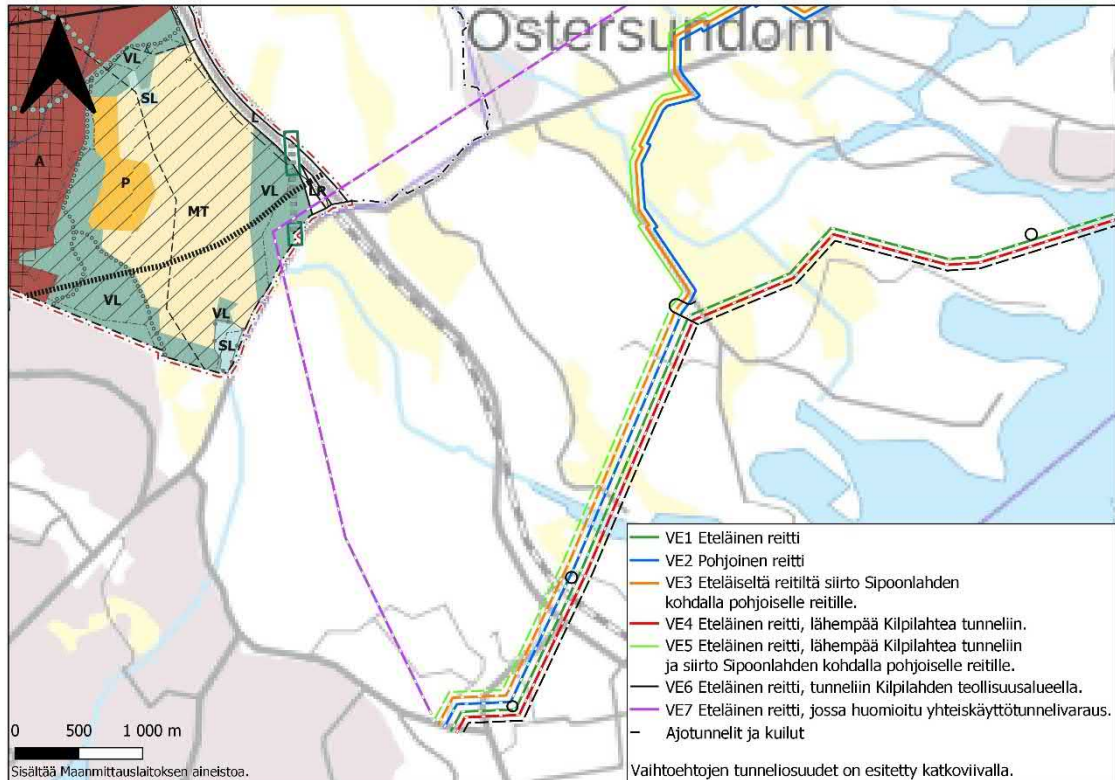 Östersundom
VL
SL
L
A
P
VL
LR
MT
VL
VL
SL
VE1 Eteläinen reitti
VE2 Pohjoinen reitti
VE3 Eteläiseltä reitiltä siirto Sipoonlahden
kohdalla pohjoiselle reitille.
VE4 Eteläinen reitti, lähempää Kilpilahtea tunneliin.
VE5 Eteläinen reitti, lähempää Kilpilahtea tunneliin
ja siirto Sipoonlahden kohdalla pohjoiselle reitille.
VE6 Eteläinen reitti, tunneliin Kilpilahden teollisuusalueella.
VE7 Eteläinen reitti, jossa huomioitu yhteiskäyttötunnelivaraus.
Ajotunnelit ja kuilut
Vaihtoehtojen tunneliosuudet on esitetty katkoviivalla.
0 500 1 000 m
Sisältää Maanmittauslaitoksen aineistoa.